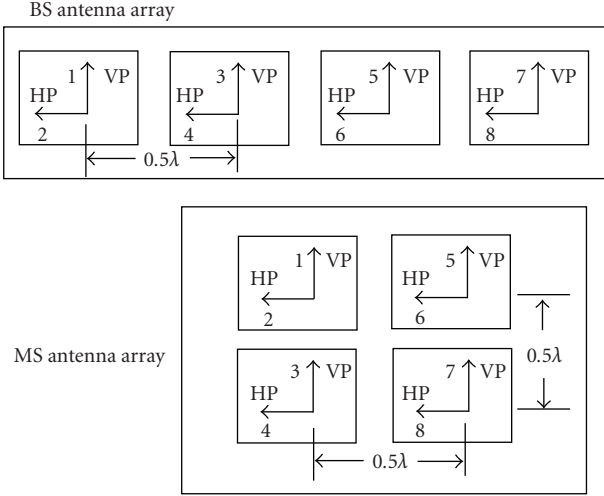 BS antenna array
1 VP 3 VP 5 VP 7 VP
HP HP HP HP
2 4 6 8
0.5λ
1 VP 5 VP
HP HP
2 6
MS antenna array
0.5λ
3 VP 7 VP
HP HP
4 8
0.5λ